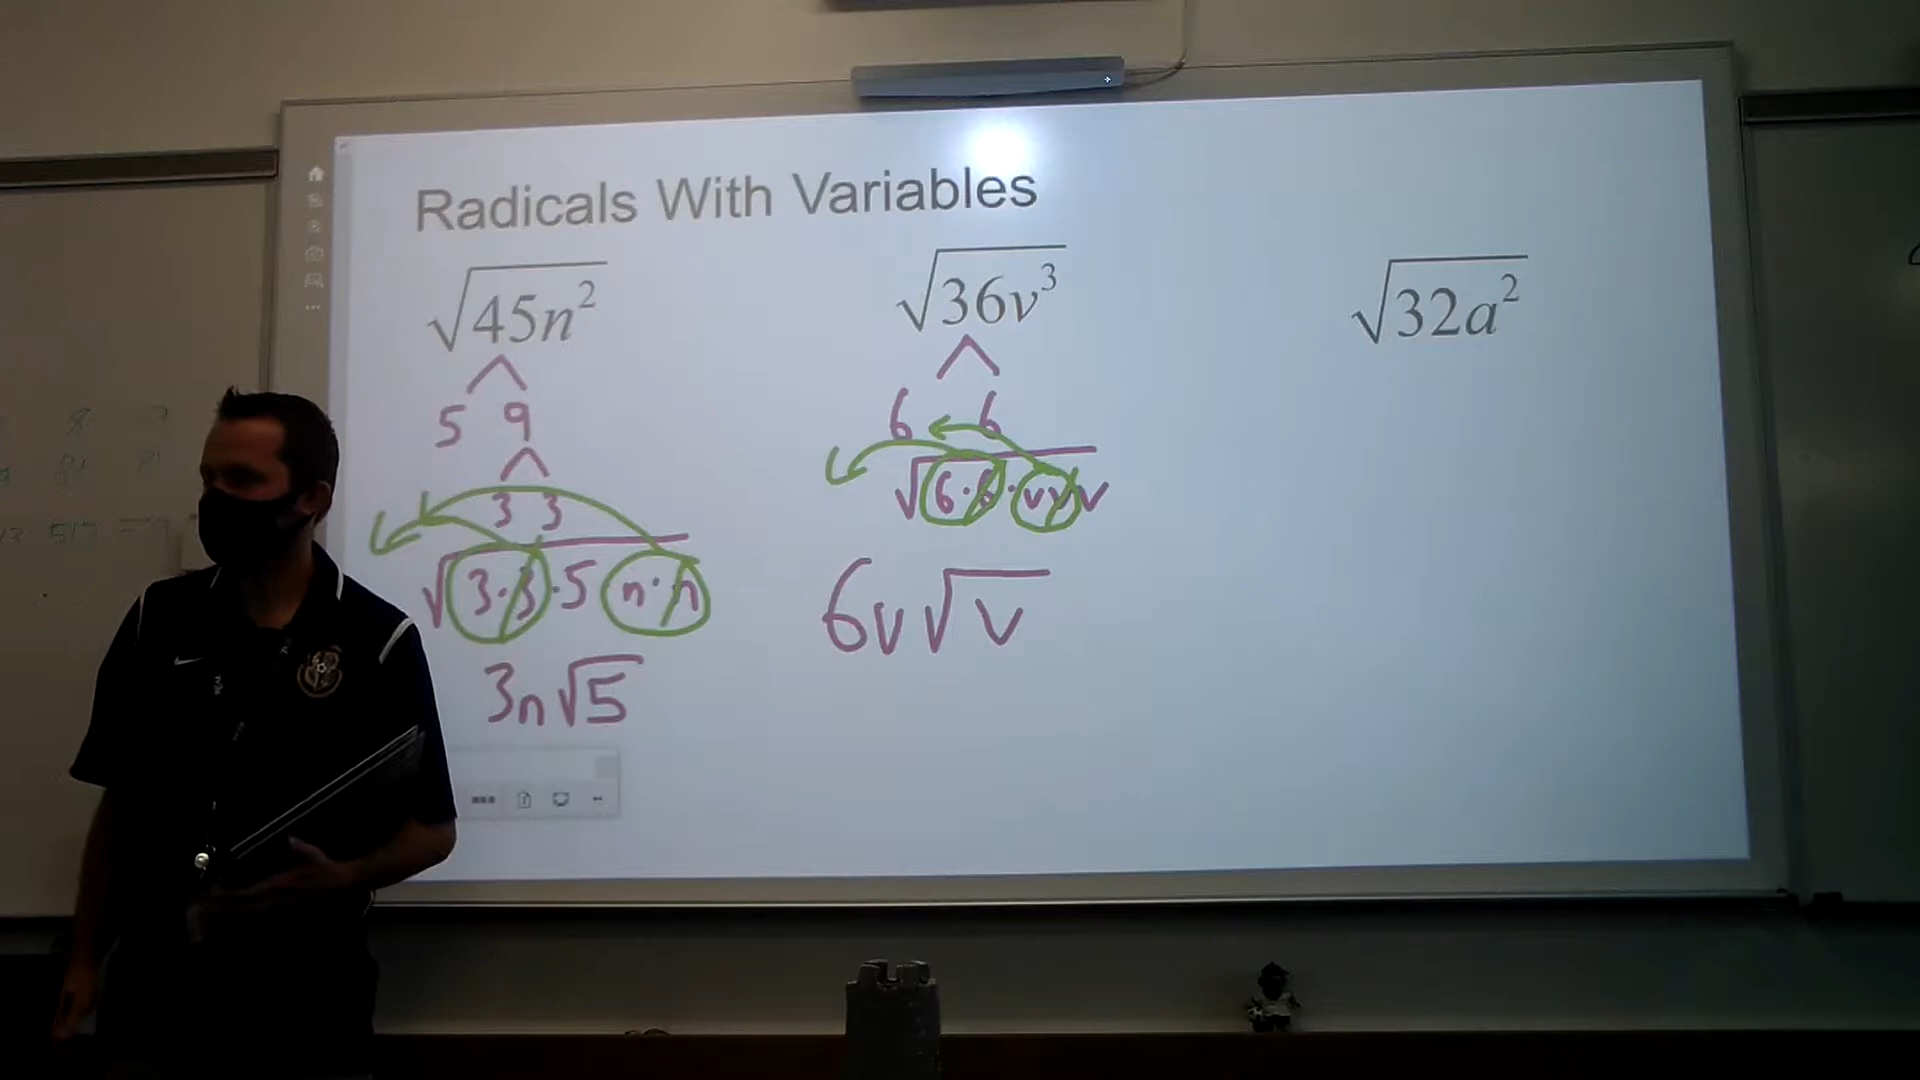 Radicals With Variables
√45n²
5 9
3 3
√3·3·5 n·n
3n√5
√36v³
6 6
√6·6·vvv
6v√v
√32a²